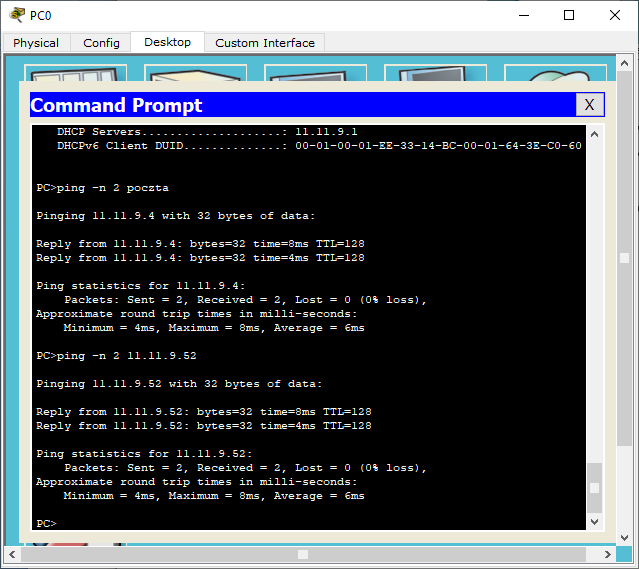 PC0
Physical Config Desktop Custom Interface
Command Prompt X
DHCP Servers.....................: 11.11.9.1
DHCPv6 Client DUID...............: 00-01-00-01-EE-33-14-BC-00-01-64-3E-C0-60
PC>ping -n 2 poczta
Pinging 11.11.9.4 with 32 bytes of data:
Reply from 11.11.9.4: bytes=32 time=8ms TTL=128
Reply from 11.11.9.4: bytes=32 time=4ms TTL=128
Ping statistics for 11.11.9.4:
Packets: Sent = 2, Received = 2, Lost = 0 (0% loss),
Approximate round trip times in milli-seconds:
Minimum = 4ms, Maximum = 8ms, Average = 6ms
PC>ping -n 2 11.11.9.52
Pinging 11.11.9.52 with 32 bytes of data:
Reply from 11.11.9.52: bytes=32 time=8ms TTL=128
Reply from 11.11.9.52: bytes=32 time=4ms TTL=128
Ping statistics for 11.11.9.52:
Packets: Sent = 2, Received = 2, Lost = 0 (0% loss),
Approximate round trip times in milli-seconds:
Minimum = 4ms, Maximum = 8ms, Average = 6ms
PC>